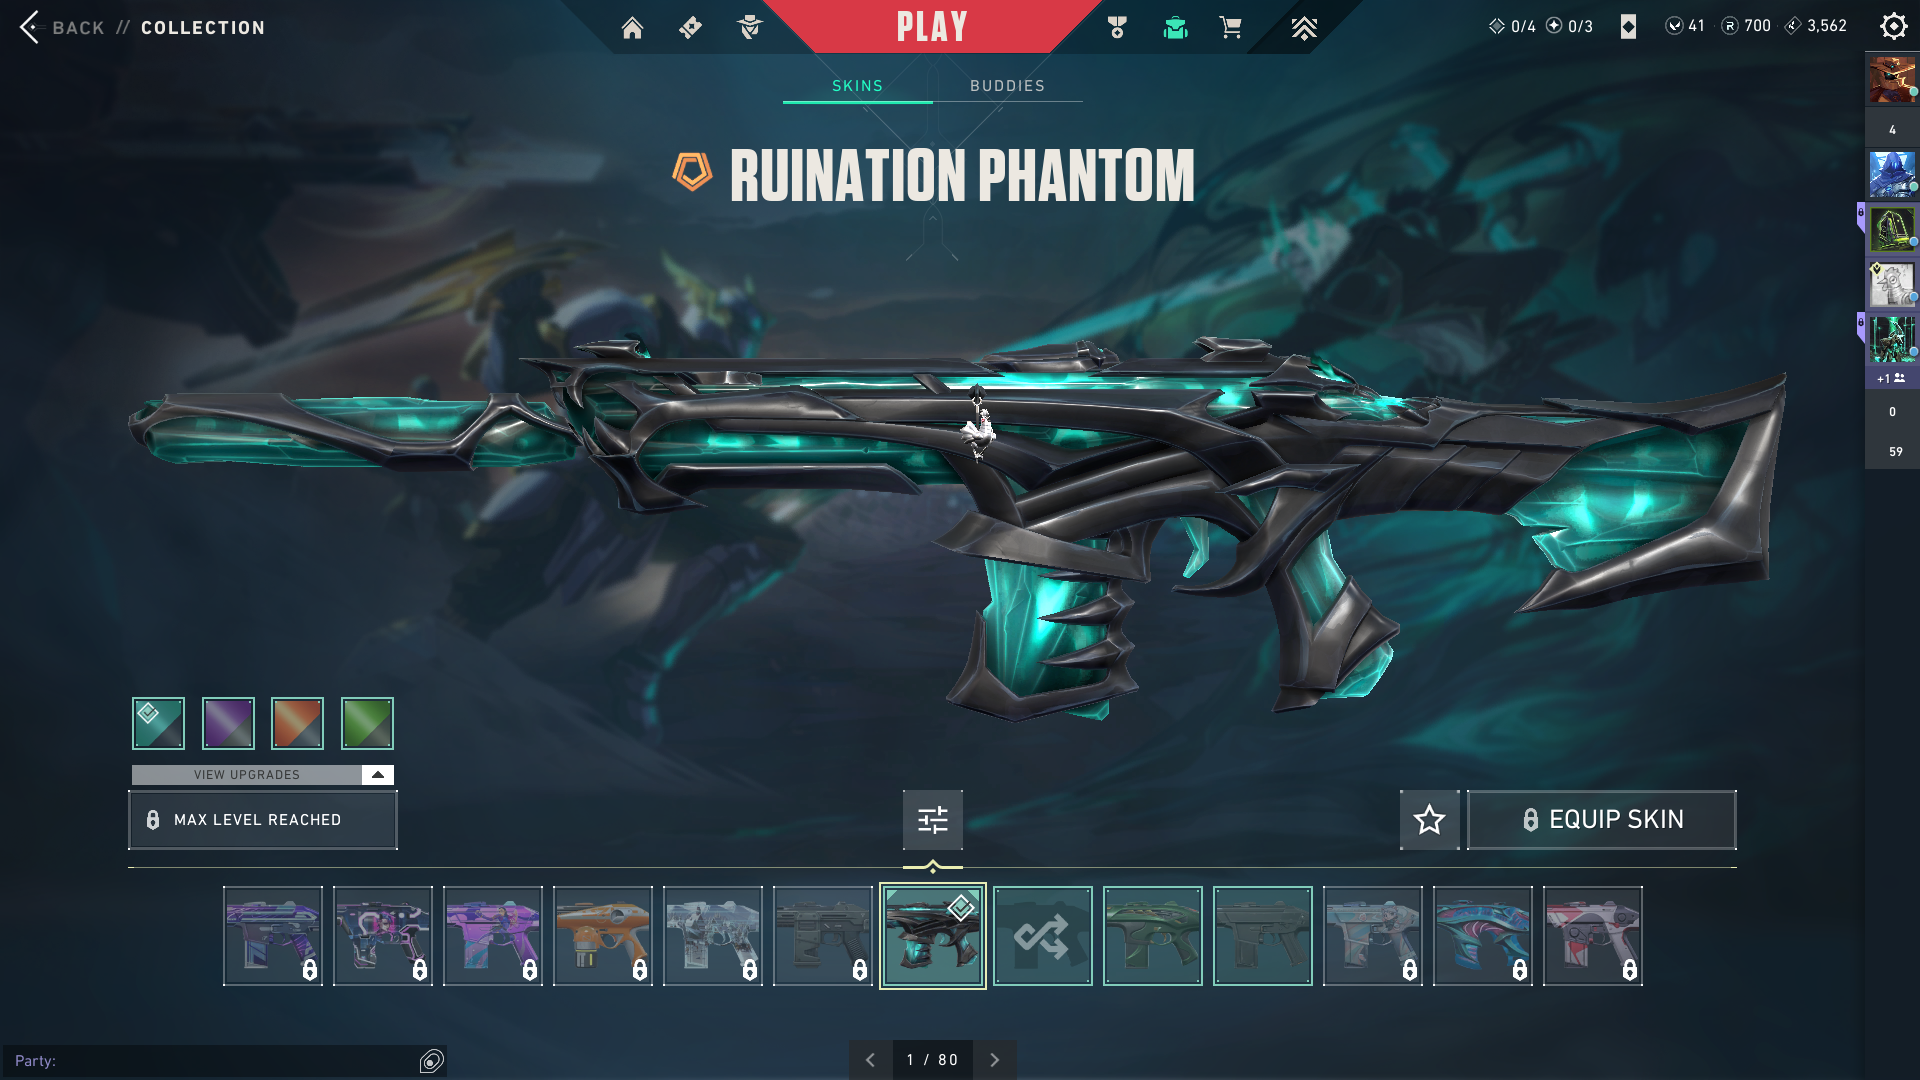 BACK // COLLECTION
PLAY
0/4 0/3 41 R 700 3,562
SKINS BUDDIES
RUINATION PHANTOM
4
+1
0
59
VIEW UPGRADES
MAX LEVEL REACHED
EQUIP SKIN
Party:
1 / 80